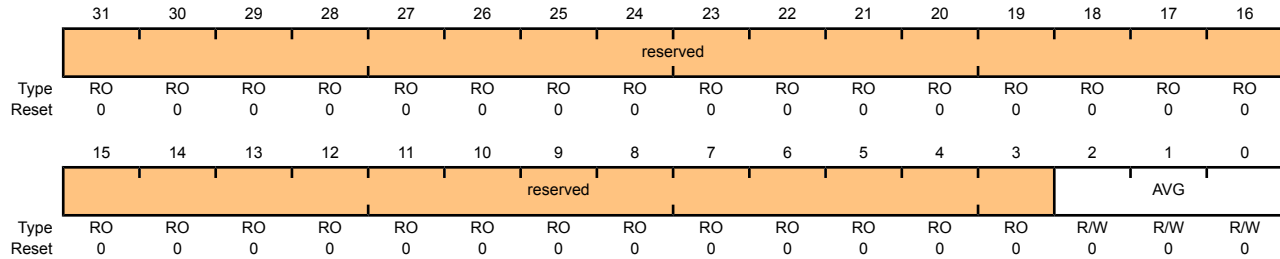 31 30 29 28 27 26 25 24 23 22 21 20 19 18 17 16
reserved
Type RO RO RO RO RO RO RO RO RO RO RO RO RO RO RO RO
Reset 0 0 0 0 0 0 0 0 0 0 0 0 0 0 0 0
15 14 13 12 11 10 9 8 7 6 5 4 3 2 1 0
reserved AVG
Type RO RO RO RO RO RO RO RO RO RO RO RO RO R/W R/W R/W
Reset 0 0 0 0 0 0 0 0 0 0 0 0 0 0 0 0